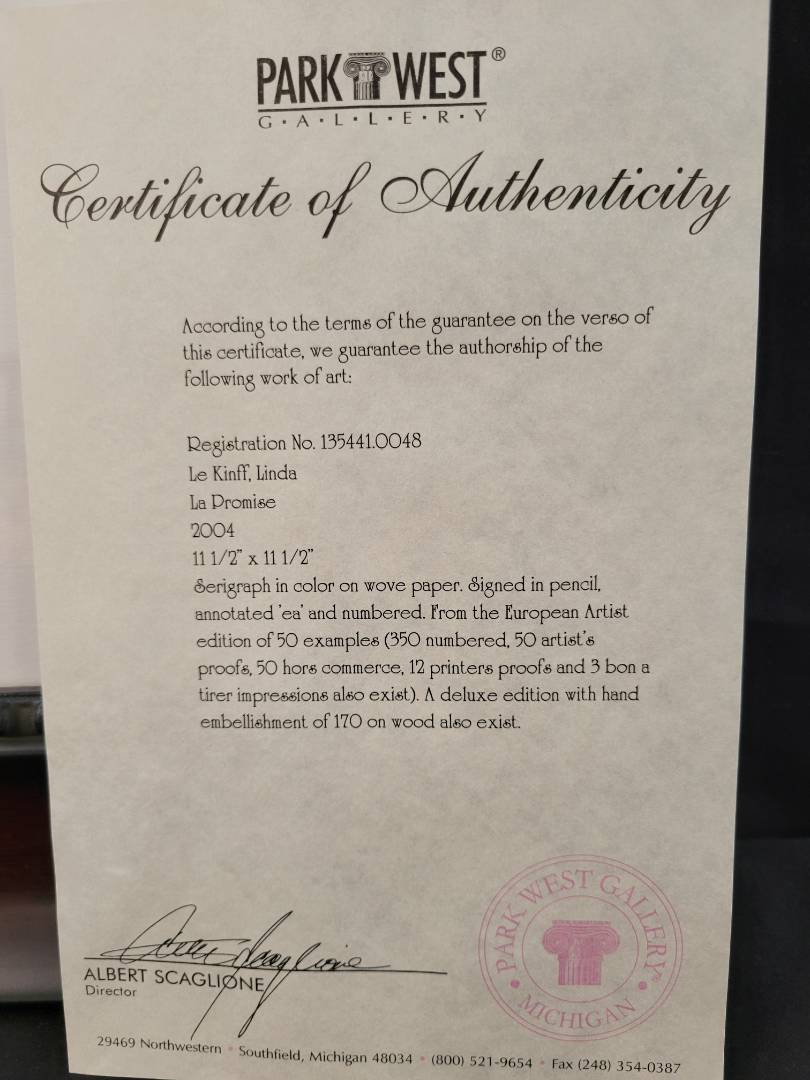 PARK WEST®
G·A·L·L·E·R·Y
Certificate of Authenticity
According to the terms of the guarantee on the verso of
this certificate, we guarantee the authorship of the
following work of art:
Registration No. 135441.0048
Le Kinff, Linda
La Promise
2004
11 1/2" x 11 1/2"
Serigraph in color on wove paper. Signed in pencil,
annotated 'ea' and numbered. From the European Artist
edition of 50 examples (350 numbered, 50 artist's
proofs, 50 hors commerce, 12 printers proofs and 3 bon a
tirer impressions also exist). A deluxe edition with hand
embellishment of 170 on wood also exist.
Albert Scaglione
ALBERT SCAGLIONE
Director
PARK WEST GALLERY™
• MICHIGAN •
29469 Northwestern • Southfield, Michigan 48034 • (800) 521-9654 • Fax (248) 354-0387